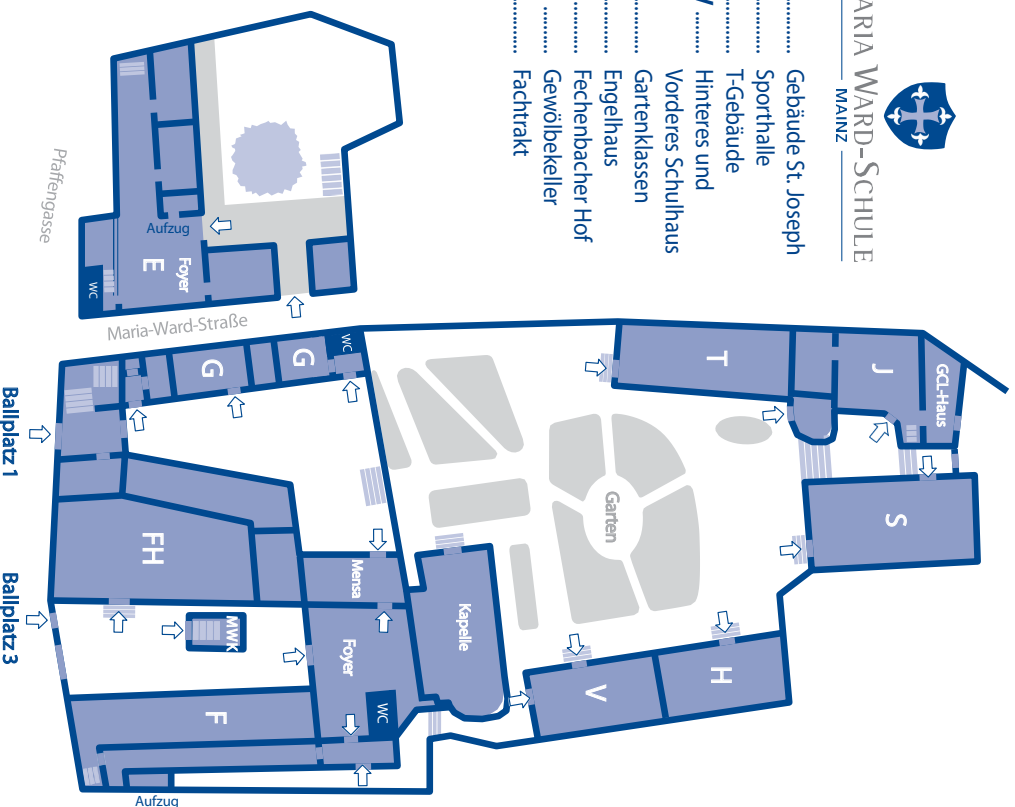 ARIA WARD-SCHULE
MAINZ
........ Gebäude St. Joseph
........ Sporthalle
........ T-Gebäude
........ Hinteres und
Vorderes Schulhaus
........ Gartenklassen
........ Engelhaus
........ Fechenbacher Hof
........ Gewölbekeller
........ Fachtrakt
GCL-Haus
J
T
S
Garten
H
V
Kapelle
WC
G
G
Mensa
Foyer
WC
FH
MWK
F
Aufzug
Foyer
E
Aufzug
WC
Pfaffengasse
Maria-Ward-Straße
Ballplatz 1
Ballplatz 3